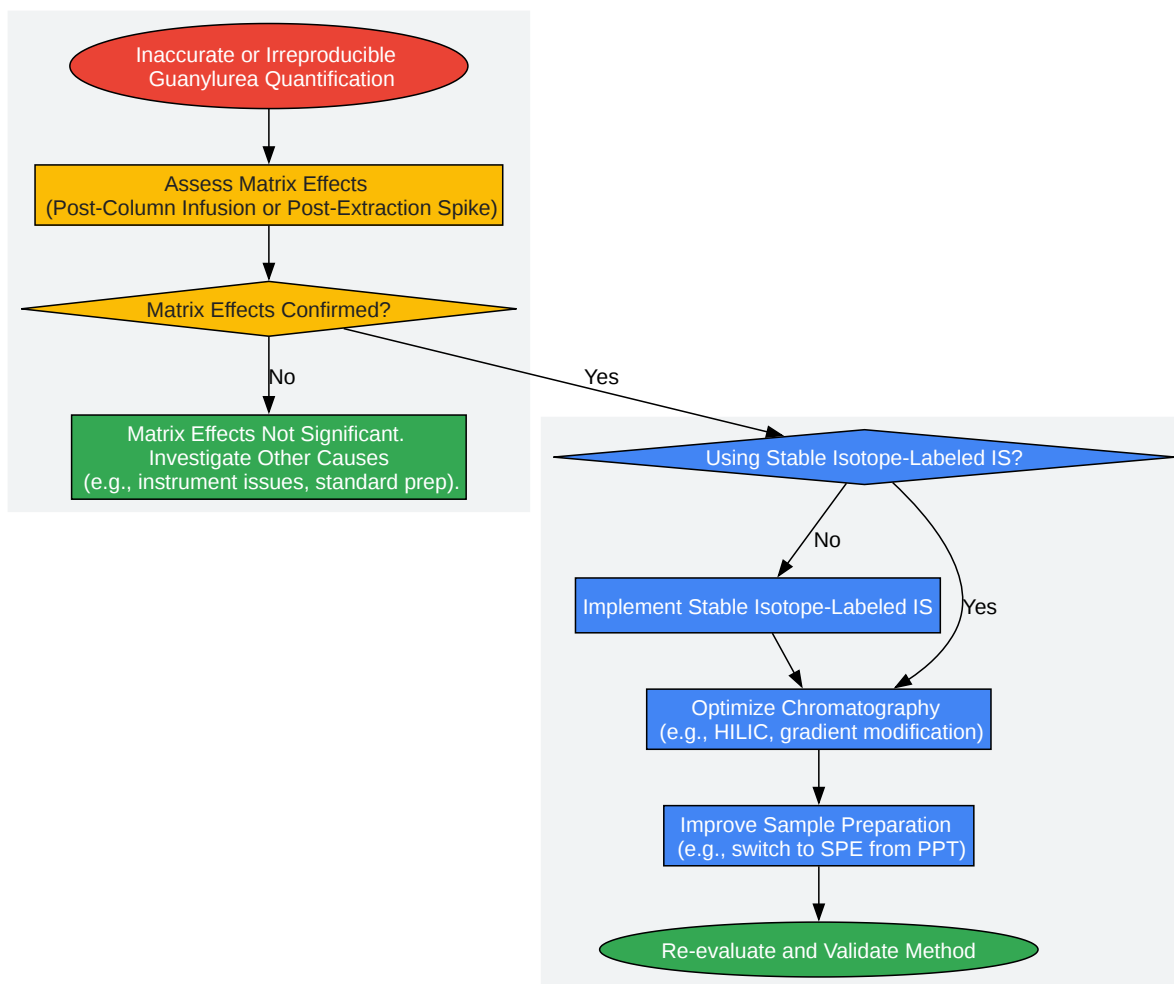 Inaccurate or Irreproducible
Guanylurea Quantification
Assess Matrix Effects
(Post-Column Infusion or Post-Extraction Spike)
Matrix Effects Confirmed?
No
Yes
Matrix Effects Not Significant.
Investigate Other Causes
(e.g., instrument issues, standard prep).
Using Stable Isotope-Labeled IS?
No
Yes
Implement Stable Isotope-Labeled IS
Optimize Chromatography
(e.g., HILIC, gradient modification)
Improve Sample Preparation
(e.g., switch to SPE from PPT)
Re-evaluate and Validate Method